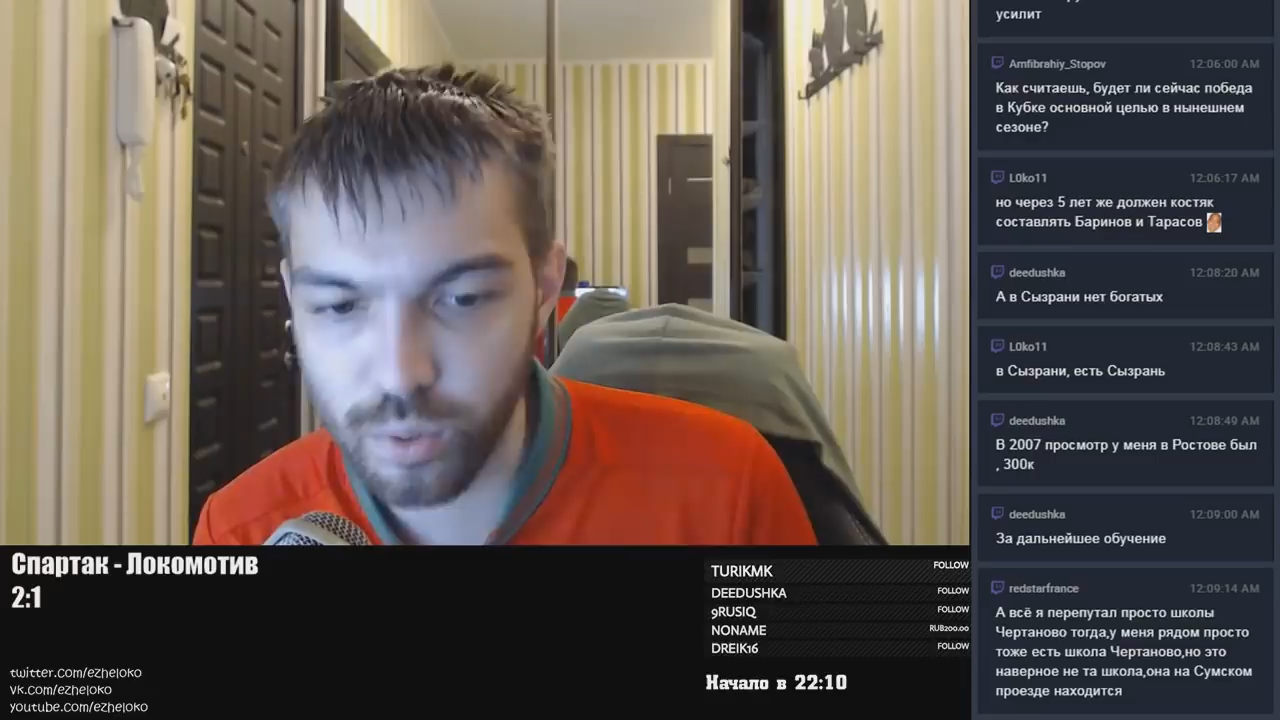 Спартак - Локомотив
2:1
twitter.com/ezheloko
vk.com/ezheloko
youtube.com/ezheloko
TURIKMK FOLLOW
DEEDUSHKA FOLLOW
9RUSIQ FOLLOW
NONAME RUB200.00
DREIK16 FOLLOW
Начало в 22:10
усилит
Amfibrahiy_Stopov 12:06:00 AM
Как считаешь, будет ли сейчас победа
в Кубке основной целью в нынешнем
сезоне?
L0ko11 12:06:17 AM
но через 5 лет же должен костяк
составлять Баринов и Тарасов
deedushka 12:08:20 AM
А в Сызрани нет богатых
L0ko11 12:08:43 AM
в Сызрани, есть Сызрань
deedushka 12:08:49 AM
В 2007 просмотр у меня в Ростове был
, 300к
deedushka 12:09:00 AM
За дальнейшее обучение
redstarfrance 12:09:14 AM
А всё я перепутал просто школы
Чертаново тогда,у меня рядом просто
тоже есть школа Чертаново,но это
наверное не та школа,она на Сумском
проезде находится